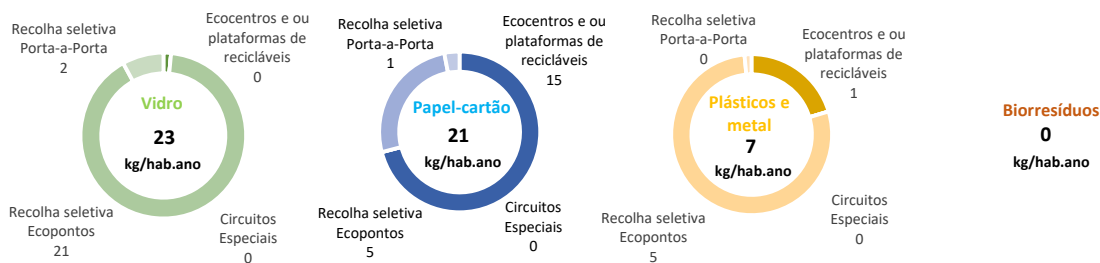 Recolha seletiva
Porta-a-Porta
2
Ecocentros e ou
plataformas de
recicláveis
0
Vidro
23
kg/hab.ano
Recolha seletiva
Ecopontos
21
Circuitos
Especiais
0
Recolha seletiva
Porta-a-Porta
1
Ecocentros e ou
plataformas de
recicláveis
15
Papel-cartão
21
kg/hab.ano
Recolha seletiva
Ecopontos
5
Circuitos
Especiais
0
Recolha seletiva
Porta-a-Porta
0
Ecocentros e ou
plataformas de
recicláveis
1
Plásticos e
metal
7
kg/hab.ano
Recolha seletiva
Ecopontos
5
Circuitos
Especiais
0
Biorresíduos
0
kg/hab.ano